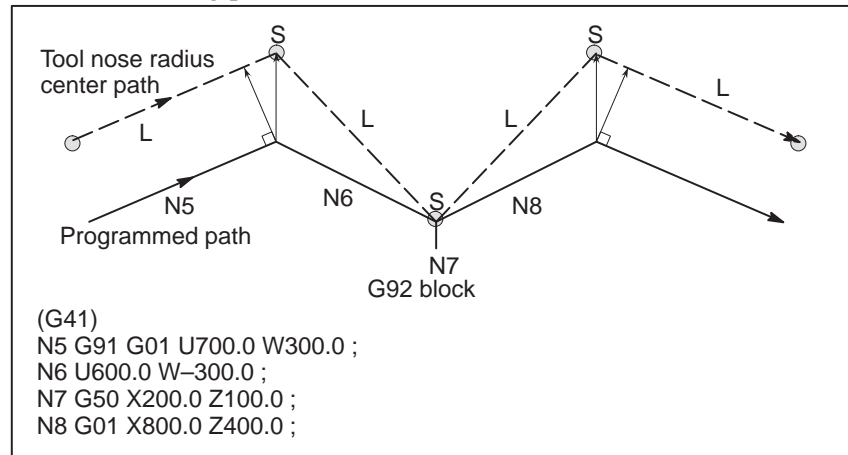 S
S
Tool nose radius
center path
L
L
L
L
S
N5
N6
N8
Programmed path
N7
G92 block
(G41)
N5 G91 G01 U700.0 W300.0 ;
N6 U600.0 W–300.0 ;
N7 G50 X200.0 Z100.0 ;
N8 G01 X800.0 Z400.0 ;